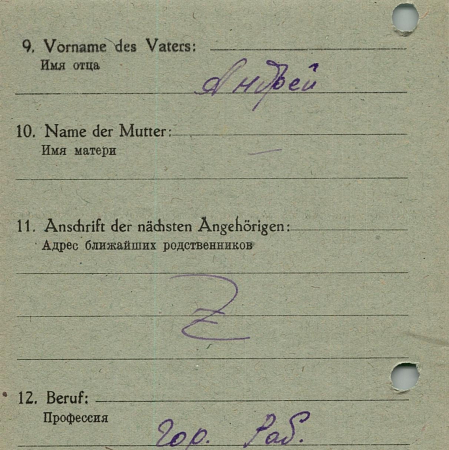 9. Vorname des Vaters:
Имя отца
Андрей
10. Name der Mutter:
Имя матери
—
11. Anschrift der nächsten Angehörigen:
Адрес ближайших родственников
Z
12. Beruf:
Профессия
гор. Раб.